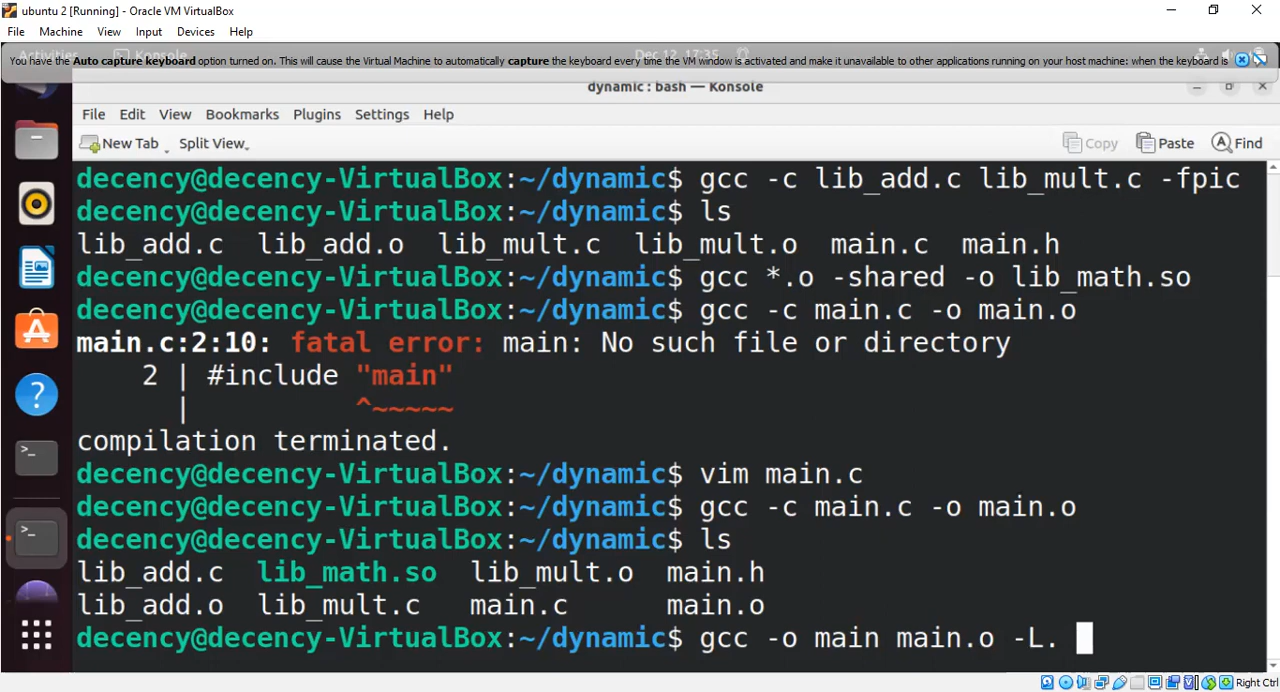 ubuntu 2 [Running] - Oracle VM VirtualBox
File Machine View Input Devices Help
Activities Konsole Dec 12, 17:35
You have the Auto capture keyboard option turned on. This will cause the Virtual Machine to automatically capture the keyboard every time the VM window is activated and make it unavailable to other applications running on your host machine: when the keyboard is
dynamic : bash — Konsole
File Edit View Bookmarks Plugins Settings Help
New Tab Split View Copy Paste Find
decency@decency-VirtualBox:~/dynamic$ gcc -c lib_add.c lib_mult.c -fpic
decency@decency-VirtualBox:~/dynamic$ ls
lib_add.c lib_add.o lib_mult.c lib_mult.o main.c main.h
decency@decency-VirtualBox:~/dynamic$ gcc *.o -shared -o lib_math.so
decency@decency-VirtualBox:~/dynamic$ gcc -c main.c -o main.o
main.c:2:10: fatal error: main: No such file or directory
2 | #include "main"
| ^~~~~~
compilation terminated.
decency@decency-VirtualBox:~/dynamic$ vim main.c
decency@decency-VirtualBox:~/dynamic$ gcc -c main.c -o main.o
decency@decency-VirtualBox:~/dynamic$ ls
lib_add.c lib_math.so lib_mult.o main.h
lib_add.o lib_mult.c main.c main.o
decency@decency-VirtualBox:~/dynamic$ gcc -o main main.o -L.
Right Ctrl